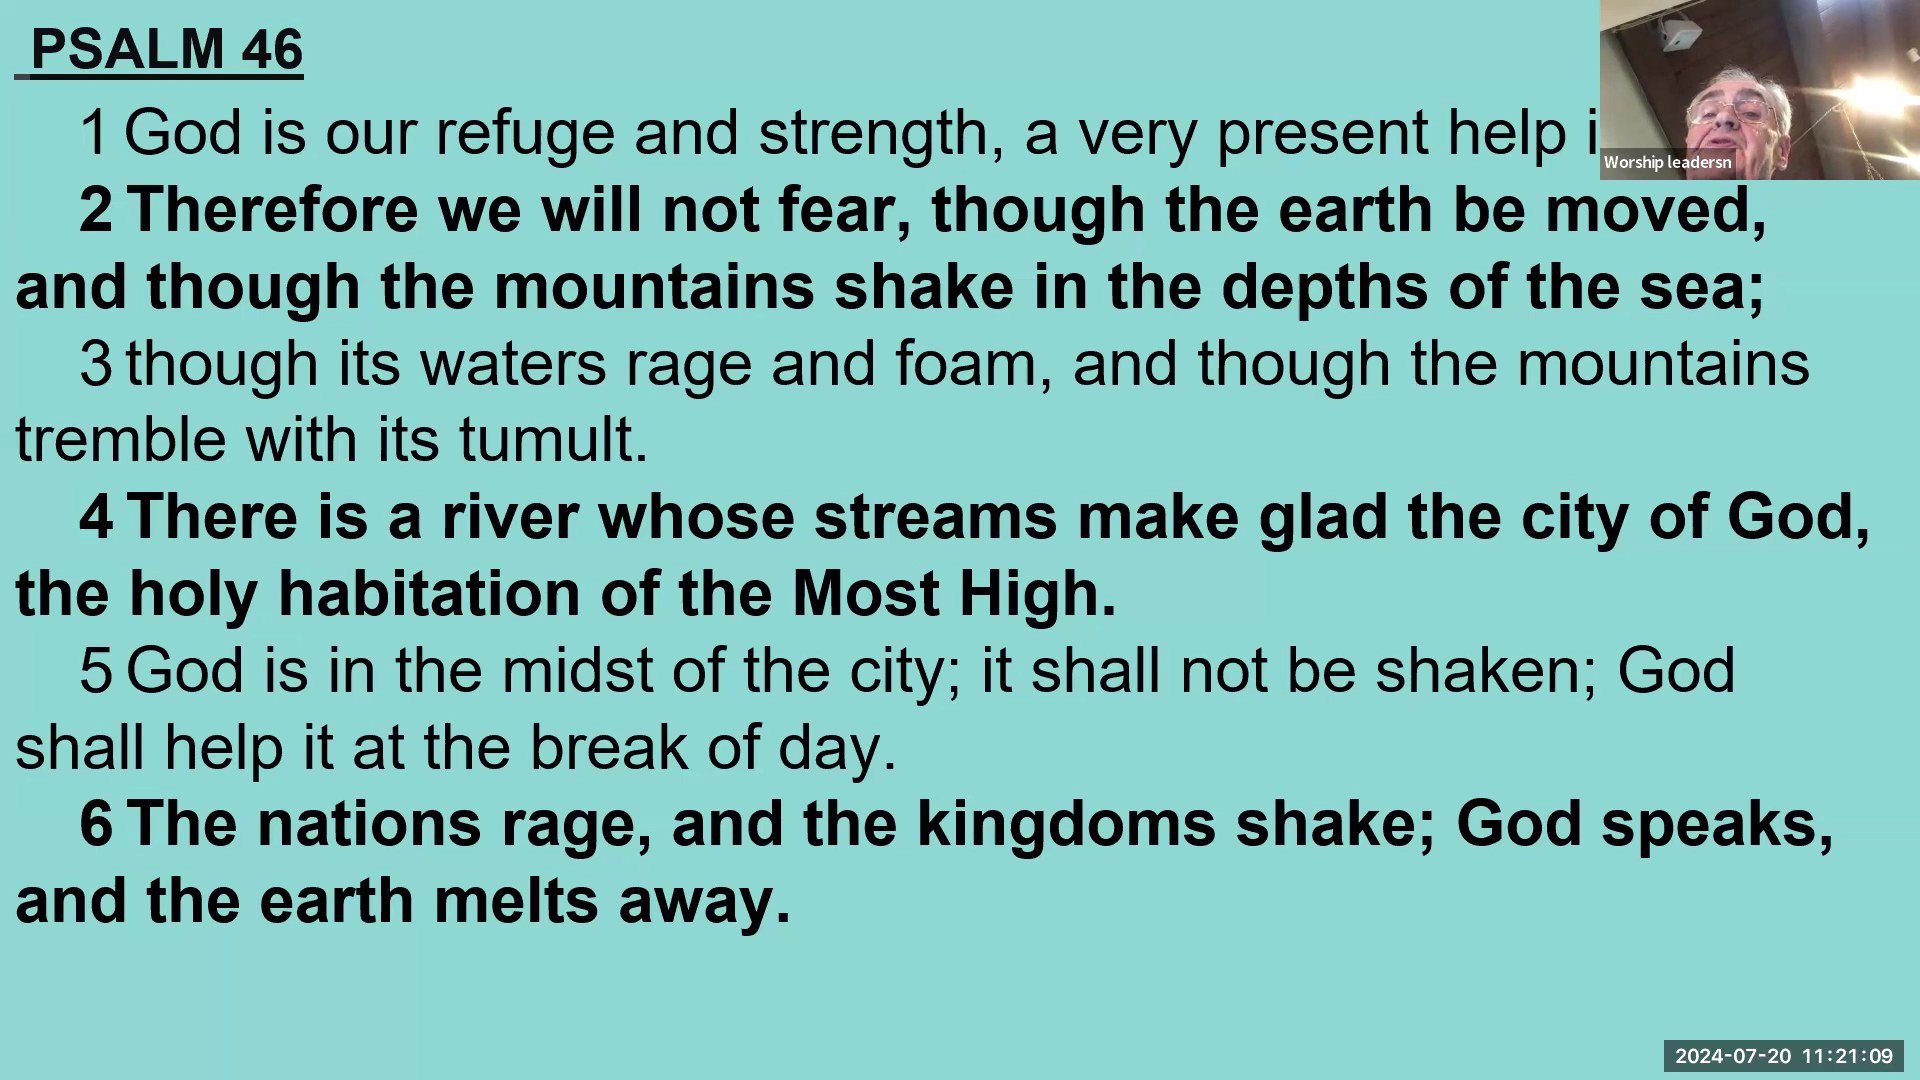 PSALM 46
1 God is our refuge and strength, a very present help
Worship leadersn
2 Therefore we will not fear, though the earth be moved,
and though the mountains shake in the depths of the sea;
3 though its waters rage and foam, and though the mountains
tremble with its tumult.
4 There is a river whose streams make glad the city of God,
the holy habitation of the Most High.
5 God is in the midst of the city; it shall not be shaken; God
shall help it at the break of day.
6 The nations rage, and the kingdoms shake; God speaks,
and the earth melts away.
2024-07-20 11:21:09